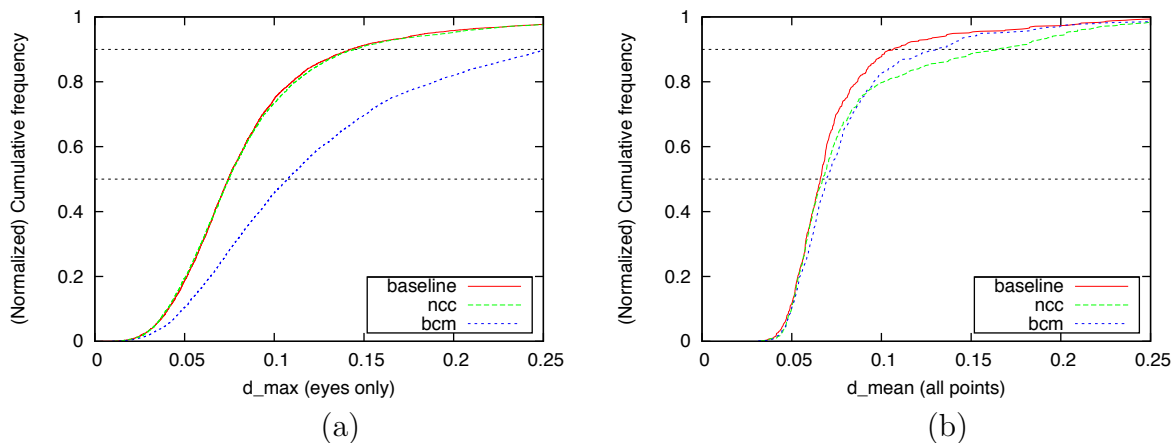 (Normalized) Cumulative frequency
1
0.8
0.6
0.4
0.2
0
0
0.05
0.1
0.15
0.2
0.25
baseline
ncc
bcm
d_max (eyes only)
(a)
(Normalized) Cumulative frequency
1
0.8
0.6
0.4
0.2
0
0
0.05
0.1
0.15
0.2
0.25
baseline
ncc
bcm
d_mean (all points)
(b)